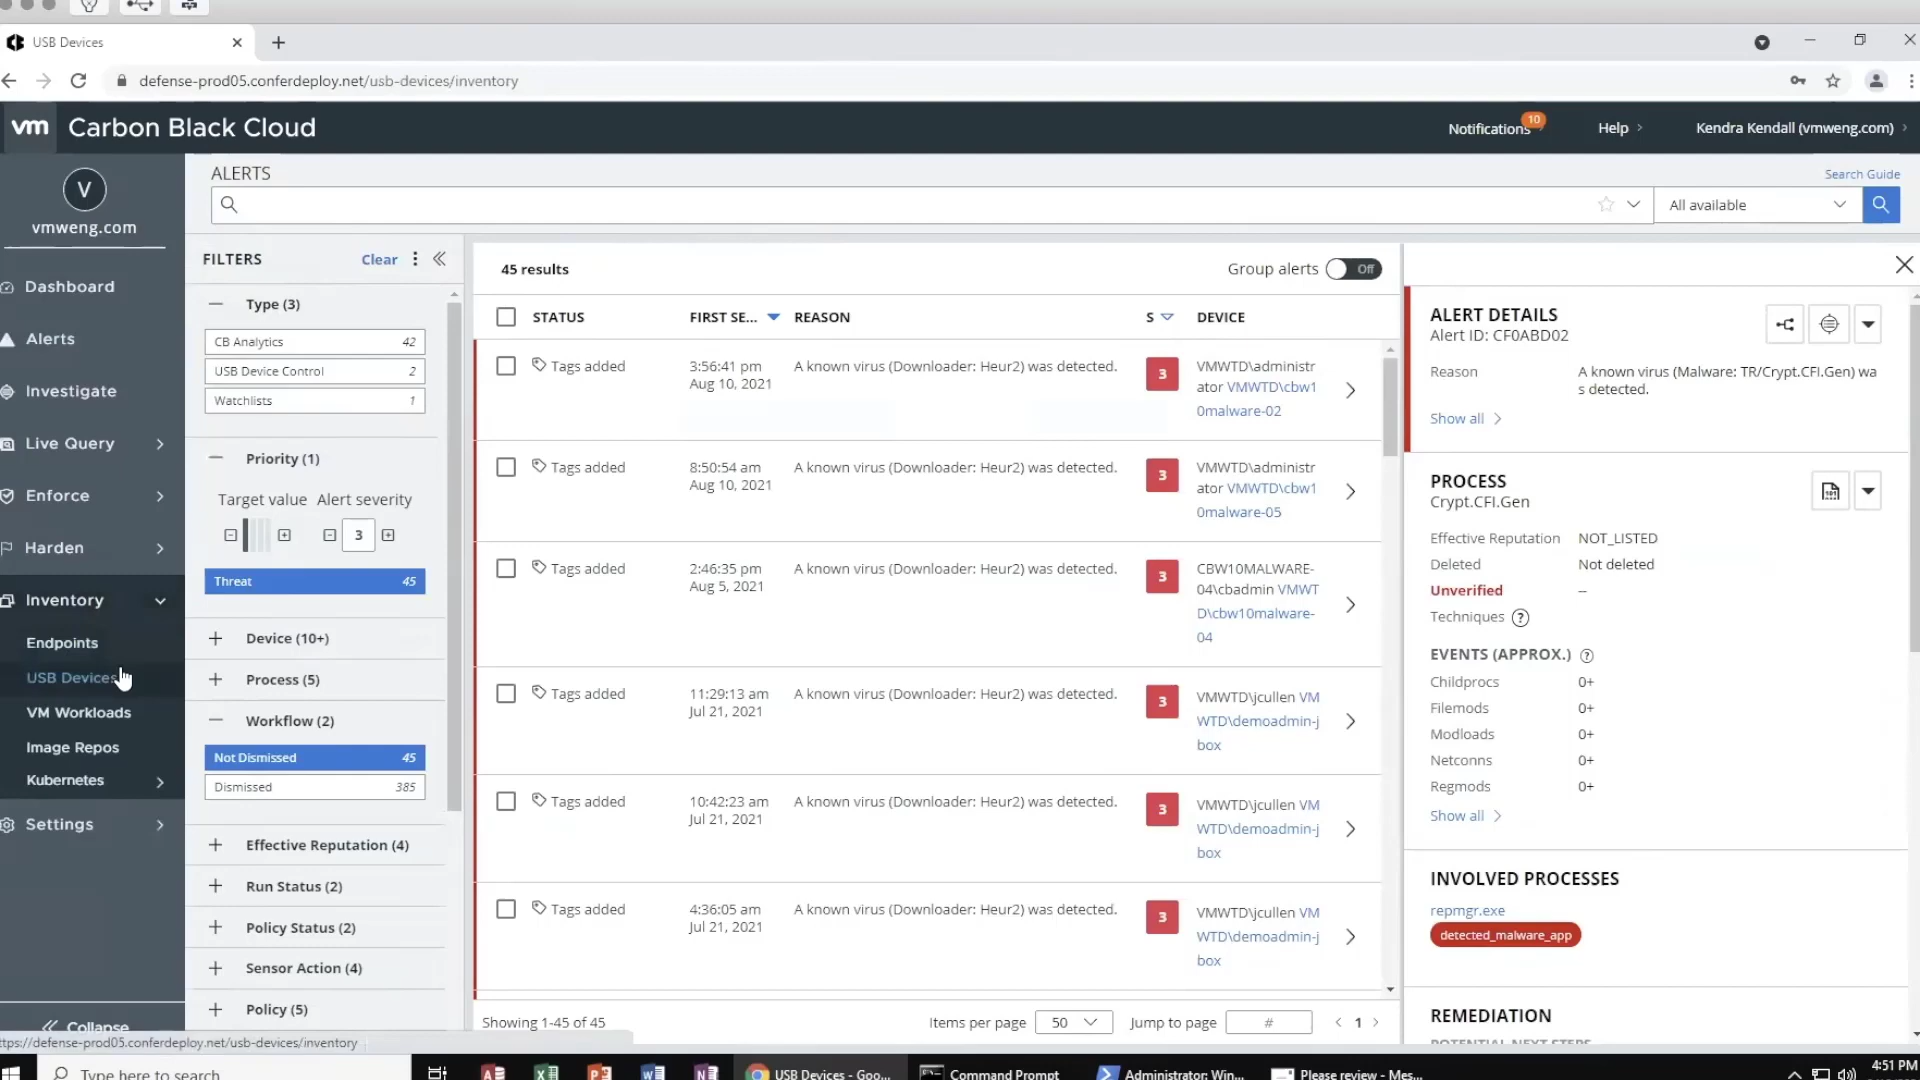 USB Devices
defense-prod05.conferdeploy.net/usb-devices/inventory
vm Carbon Black Cloud
Notifications 10
Help
Kendra Kendall (vmweng.com)
V
vmweng.com
Dashboard
Alerts
Investigate
Live Query
Enforce
Harden
Inventory
Endpoints
USB Devices
VM Workloads
Image Repos
Kubernetes
Settings
Collapse
ALERTS
Search Guide
All available
FILTERS
Clear
Type (3)
CB Analytics 42
USB Device Control 2
Watchlists 1
Priority (1)
Target value Alert severity
3
Threat 45
Device (10+)
Process (5)
Workflow (2)
Not Dismissed 45
Dismissed 385
Effective Reputation (4)
Run Status (2)
Policy Status (2)
Sensor Action (4)
Policy (5)
45 results
Group alerts Off
STATUS FIRST SE... REASON S DEVICE
Tags added 3:56:41 pm A known virus (Downloader: Heur2) was detected. 3 VMWTD\administr
Aug 10, 2021 ator VMWTD\cbw1
0malware-02
Tags added 8:50:54 am A known virus (Downloader: Heur2) was detected. 3 VMWTD\administr
Aug 10, 2021 ator VMWTD\cbw1
0malware-05
Tags added 2:46:35 pm A known virus (Downloader: Heur2) was detected. 3 CBW10MALWARE-
Aug 5, 2021 04\cbadmin VMWT
D\cbw10malware-
04
Tags added 11:29:13 am A known virus (Downloader: Heur2) was detected. 3 VMWTD\jcullen VM
Jul 21, 2021 WTD\demoadmin-j
box
Tags added 10:42:23 am A known virus (Downloader: Heur2) was detected. 3 VMWTD\jcullen VM
Jul 21, 2021 WTD\demoadmin-j
box
Tags added 4:36:05 am A known virus (Downloader: Heur2) was detected. 3 VMWTD\jcullen VM
Jul 21, 2021 WTD\demoadmin-j
box
Showing 1-45 of 45
Items per page 50
Jump to page #
1
ALERT DETAILS
Alert ID: CF0ABD02
Reason A known virus (Malware: TR/Crypt.CFI.Gen) wa
s detected.
Show all
PROCESS
Crypt.CFI.Gen
Effective Reputation NOT_LISTED
Deleted Not deleted
Unverified --
Techniques ?
EVENTS (APPROX.) ?
Childprocs 0+
Filemods 0+
Modloads 0+
Netconns 0+
Regmods 0+
Show all
INVOLVED PROCESSES
repmgr.exe
detected_malware_app
REMEDIATION
POTENTIAL NEXT STEPS
ttps://defense-prod05.conferdeploy.net/usb-devices/inventory
Type here to search
USB Devices - Goo...
Command Prompt
Administrator: Win...
Please review - Mes...
4:51 PM